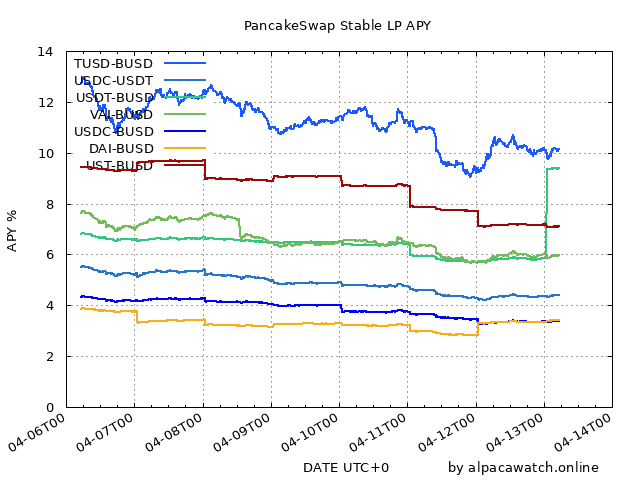 PancakeSwap Stable LP APY
14
12
10
8
6
4
2
0
APY %
TUSD-BUSD
USDC-USDT
USDT-BUSD
VAI-BUSD
USDC-BUSD
DAI-BUSD
UST-BUSD
04-06T00
04-07T00
04-08T00
04-09T00
04-10T00
04-11T00
04-12T00
04-13T00
04-14T00
DATE UTC+0
by alpacawatch.online